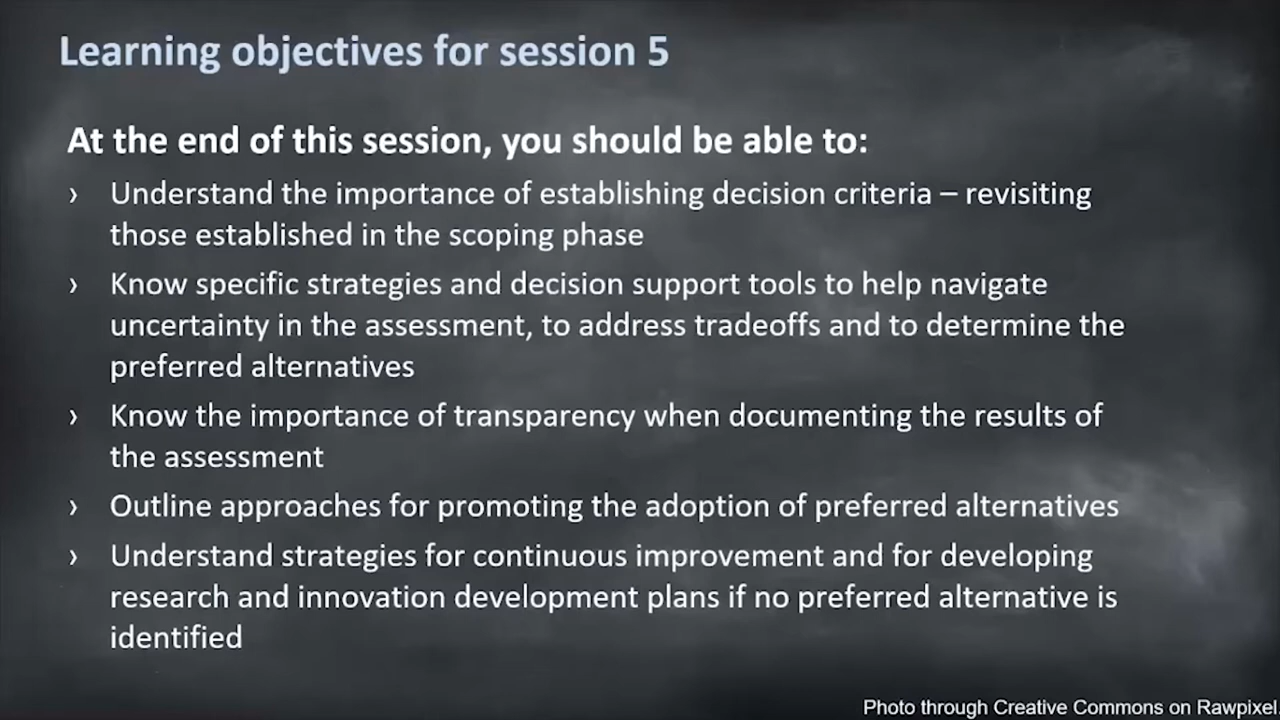 Learning objectives for session 5
At the end of this session, you should be able to:
› Understand the importance of establishing decision criteria – revisiting
those established in the scoping phase
› Know specific strategies and decision support tools to help navigate
uncertainty in the assessment, to address tradeoffs and to determine the
preferred alternatives
› Know the importance of transparency when documenting the results of
the assessment
› Outline approaches for promoting the adoption of preferred alternatives
› Understand strategies for continuous improvement and for developing
research and innovation development plans if no preferred alternative is
identified
Photo through Creative Commons on Rawpixel.